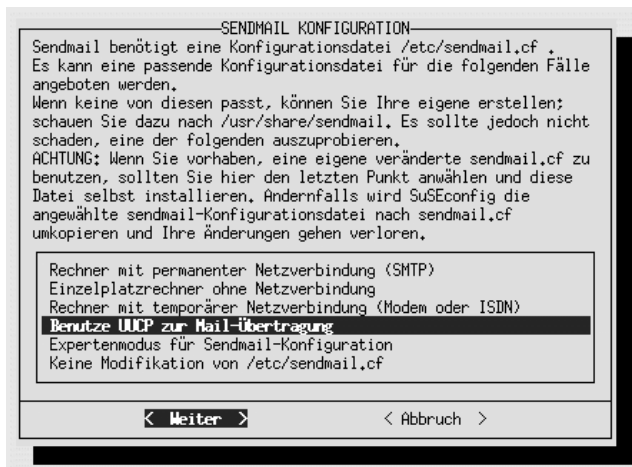 SENDMAIL KONFIGURATION
Sendmail benötigt eine Konfigurationsdatei /etc/sendmail.cf .
Es kann eine passende Konfigurationsdatei für die folgenden Fälle
angeboten werden.
Wenn keine von diesen passt, können Sie Ihre eigene erstellen;
schauen Sie dazu nach /usr/share/sendmail. Es sollte jedoch nicht
schaden, eine der folgenden auszuprobieren.
ACHTUNG: Wenn Sie vorhaben, eine eigene veränderte sendmail.cf zu
benutzen, sollten Sie hier den letzten Punkt anwählen und diese
Datei selbst installieren. Andernfalls wird SuSEconfig die
angewählte sendmail-Konfigurationsdatei nach sendmail.cf
umkopieren und Ihre Änderungen gehen verloren.
Rechner mit permanenter Netzverbindung (SMTP)
Einzelplatzrechner ohne Netzverbindung
Rechner mit temporärer Netzverbindung (Modem oder ISDN)
Benutze UUCP zur Mail-Übertragung
Expertenmodus für Sendmail-Konfiguration
Keine Modifikation von /etc/sendmail.cf
< Weiter > < Abbruch >